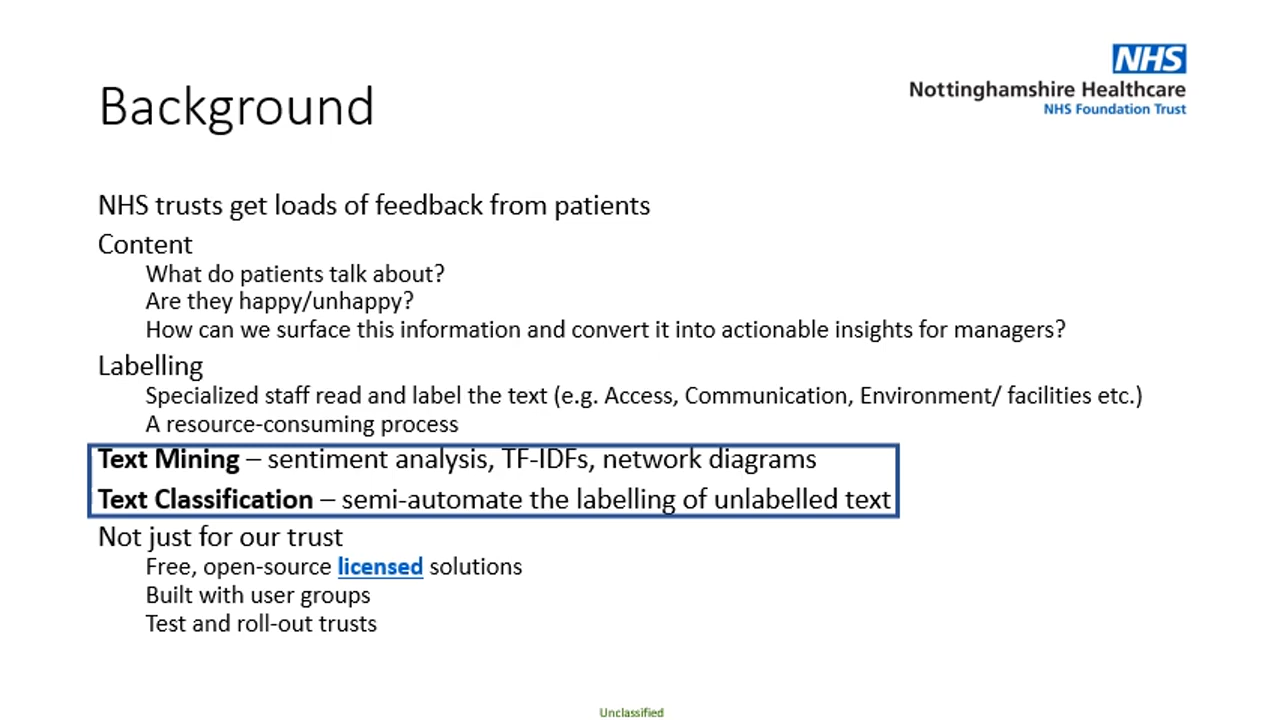 NHS
Nottinghamshire Healthcare
NHS Foundation Trust
Background
NHS trusts get loads of feedback from patients
Content
What do patients talk about?
Are they happy/unhappy?
How can we surface this information and convert it into actionable insights for managers?
Labelling
Specialized staff read and label the text (e.g. Access, Communication, Environment/ facilities etc.)
A resource-consuming process
Text Mining – sentiment analysis, TF-IDFs, network diagrams
Text Classification – semi-automate the labelling of unlabelled text
Not just for our trust
Free, open-source licensed solutions
Built with user groups
Test and roll-out trusts
Unclassified